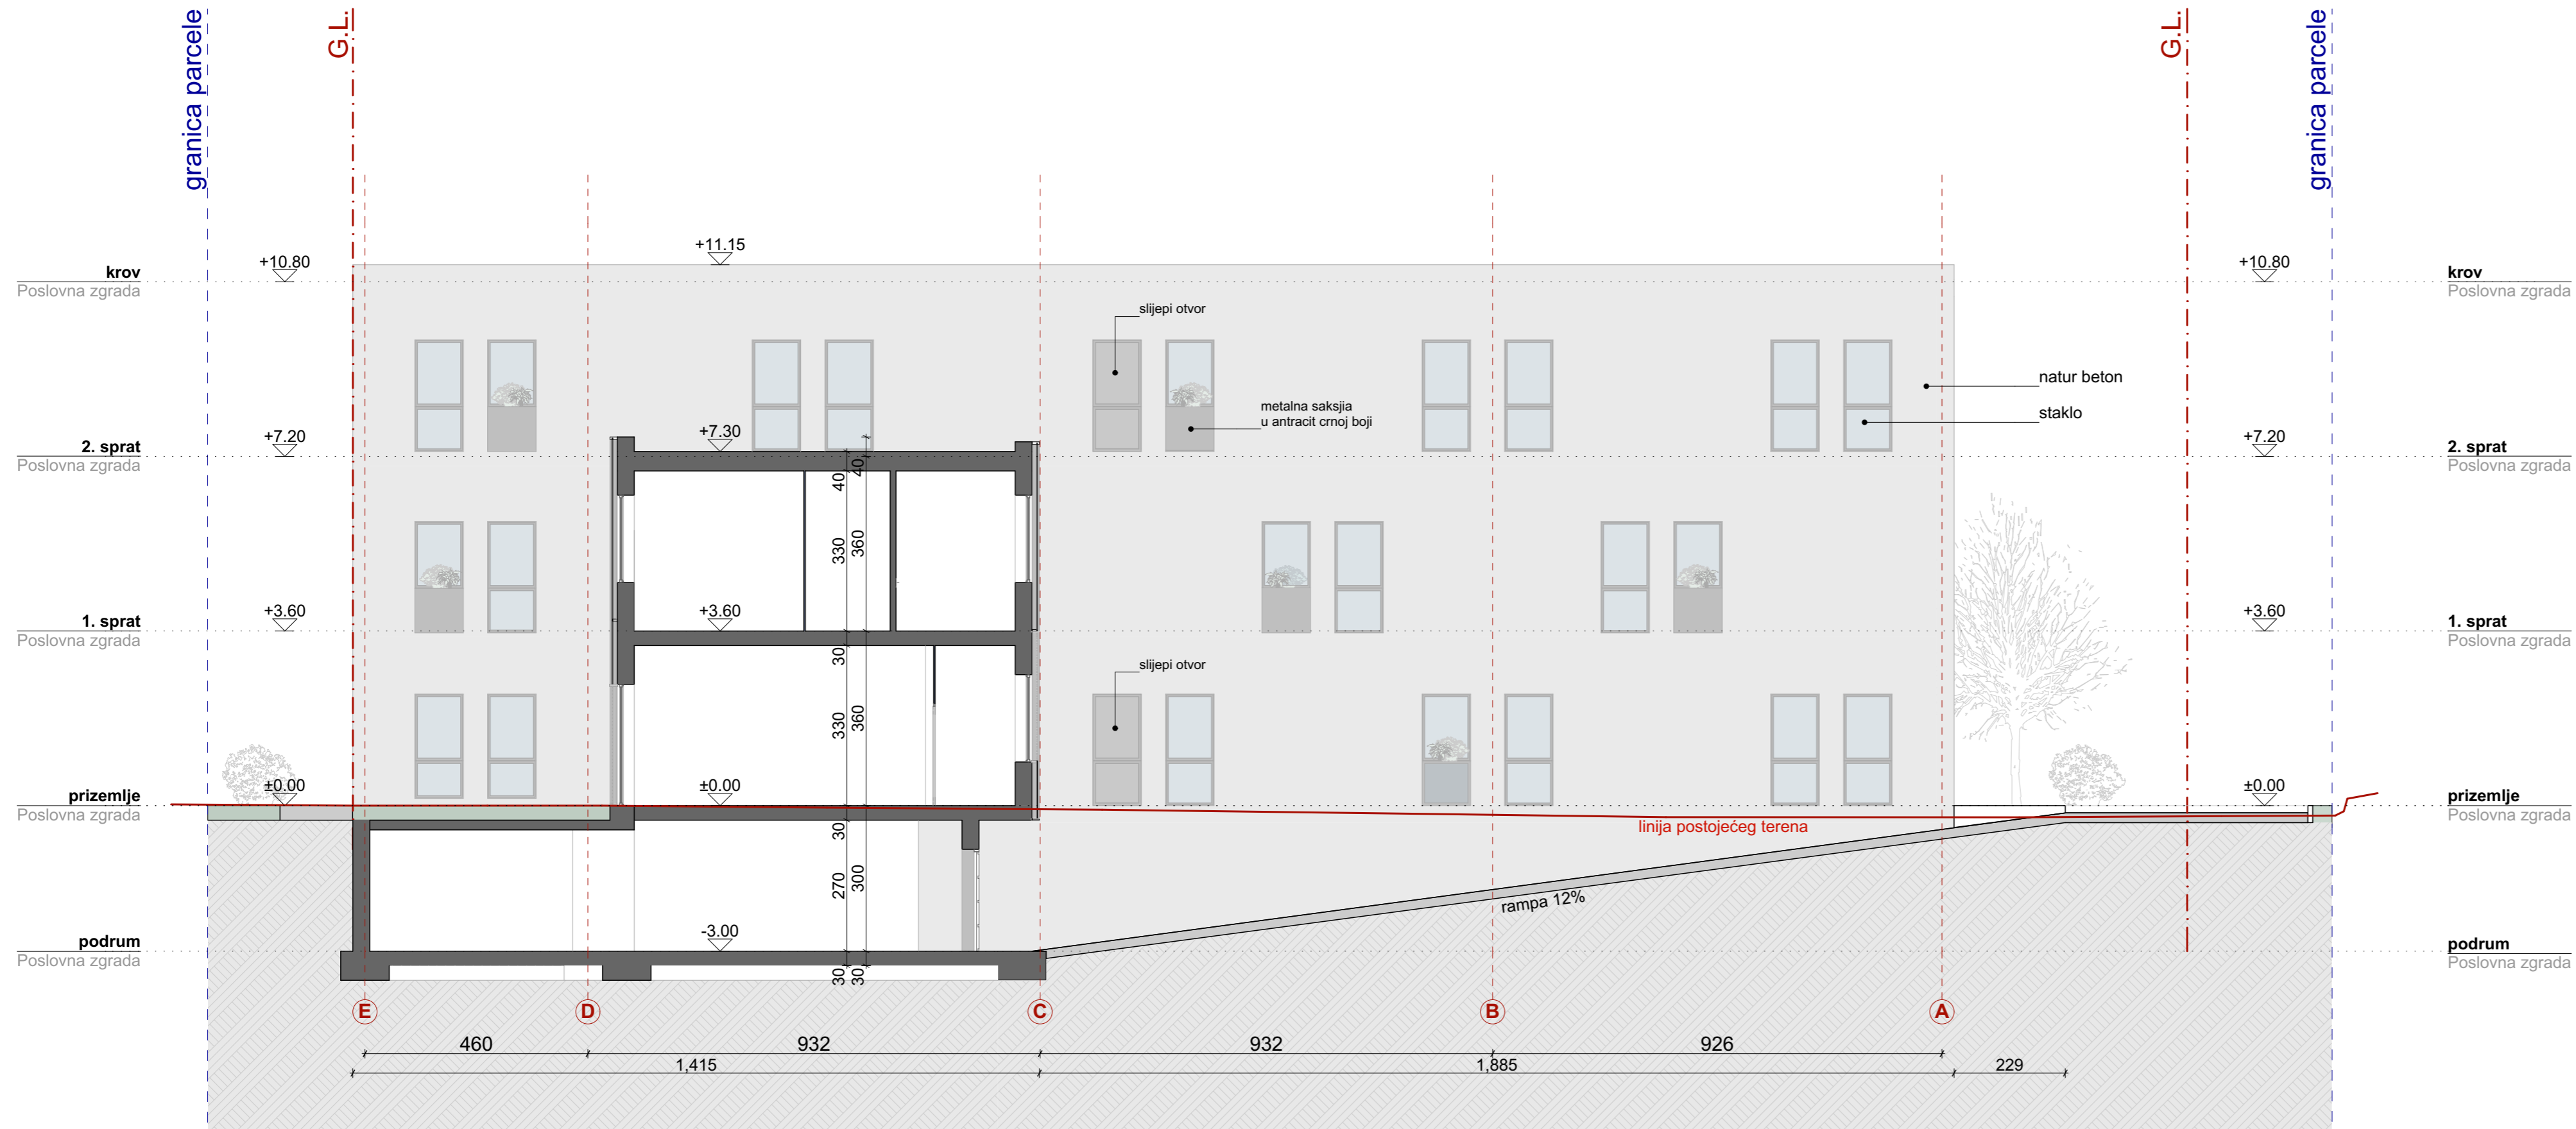 granica parcele
G.L.
G.L.
granica parcele
+11.15
krov
Poslovna zgrada
+10.80
+10.80
krov
Poslovna zgrada
slijepi otvor
natur beton
metalna saksjia
u antracit crnoj boji
staklo
2. sprat
Poslovna zgrada
+7.20
+7.30
+7.20
2. sprat
Poslovna zgrada
40
40
330
360
1. sprat
Poslovna zgrada
+3.60
+3.60
+3.60
1. sprat
Poslovna zgrada
30
slijepi otvor
330
360
prizemlje
Poslovna zgrada
±0.00
±0.00
±0.00
prizemlje
Poslovna zgrada
linija postojećeg terena
30
270
300
rampa 12%
podrum
Poslovna zgrada
-3.00
podrum
Poslovna zgrada
30
30
E
D
C
B
A
460
932
932
926
1,415
1,885
229